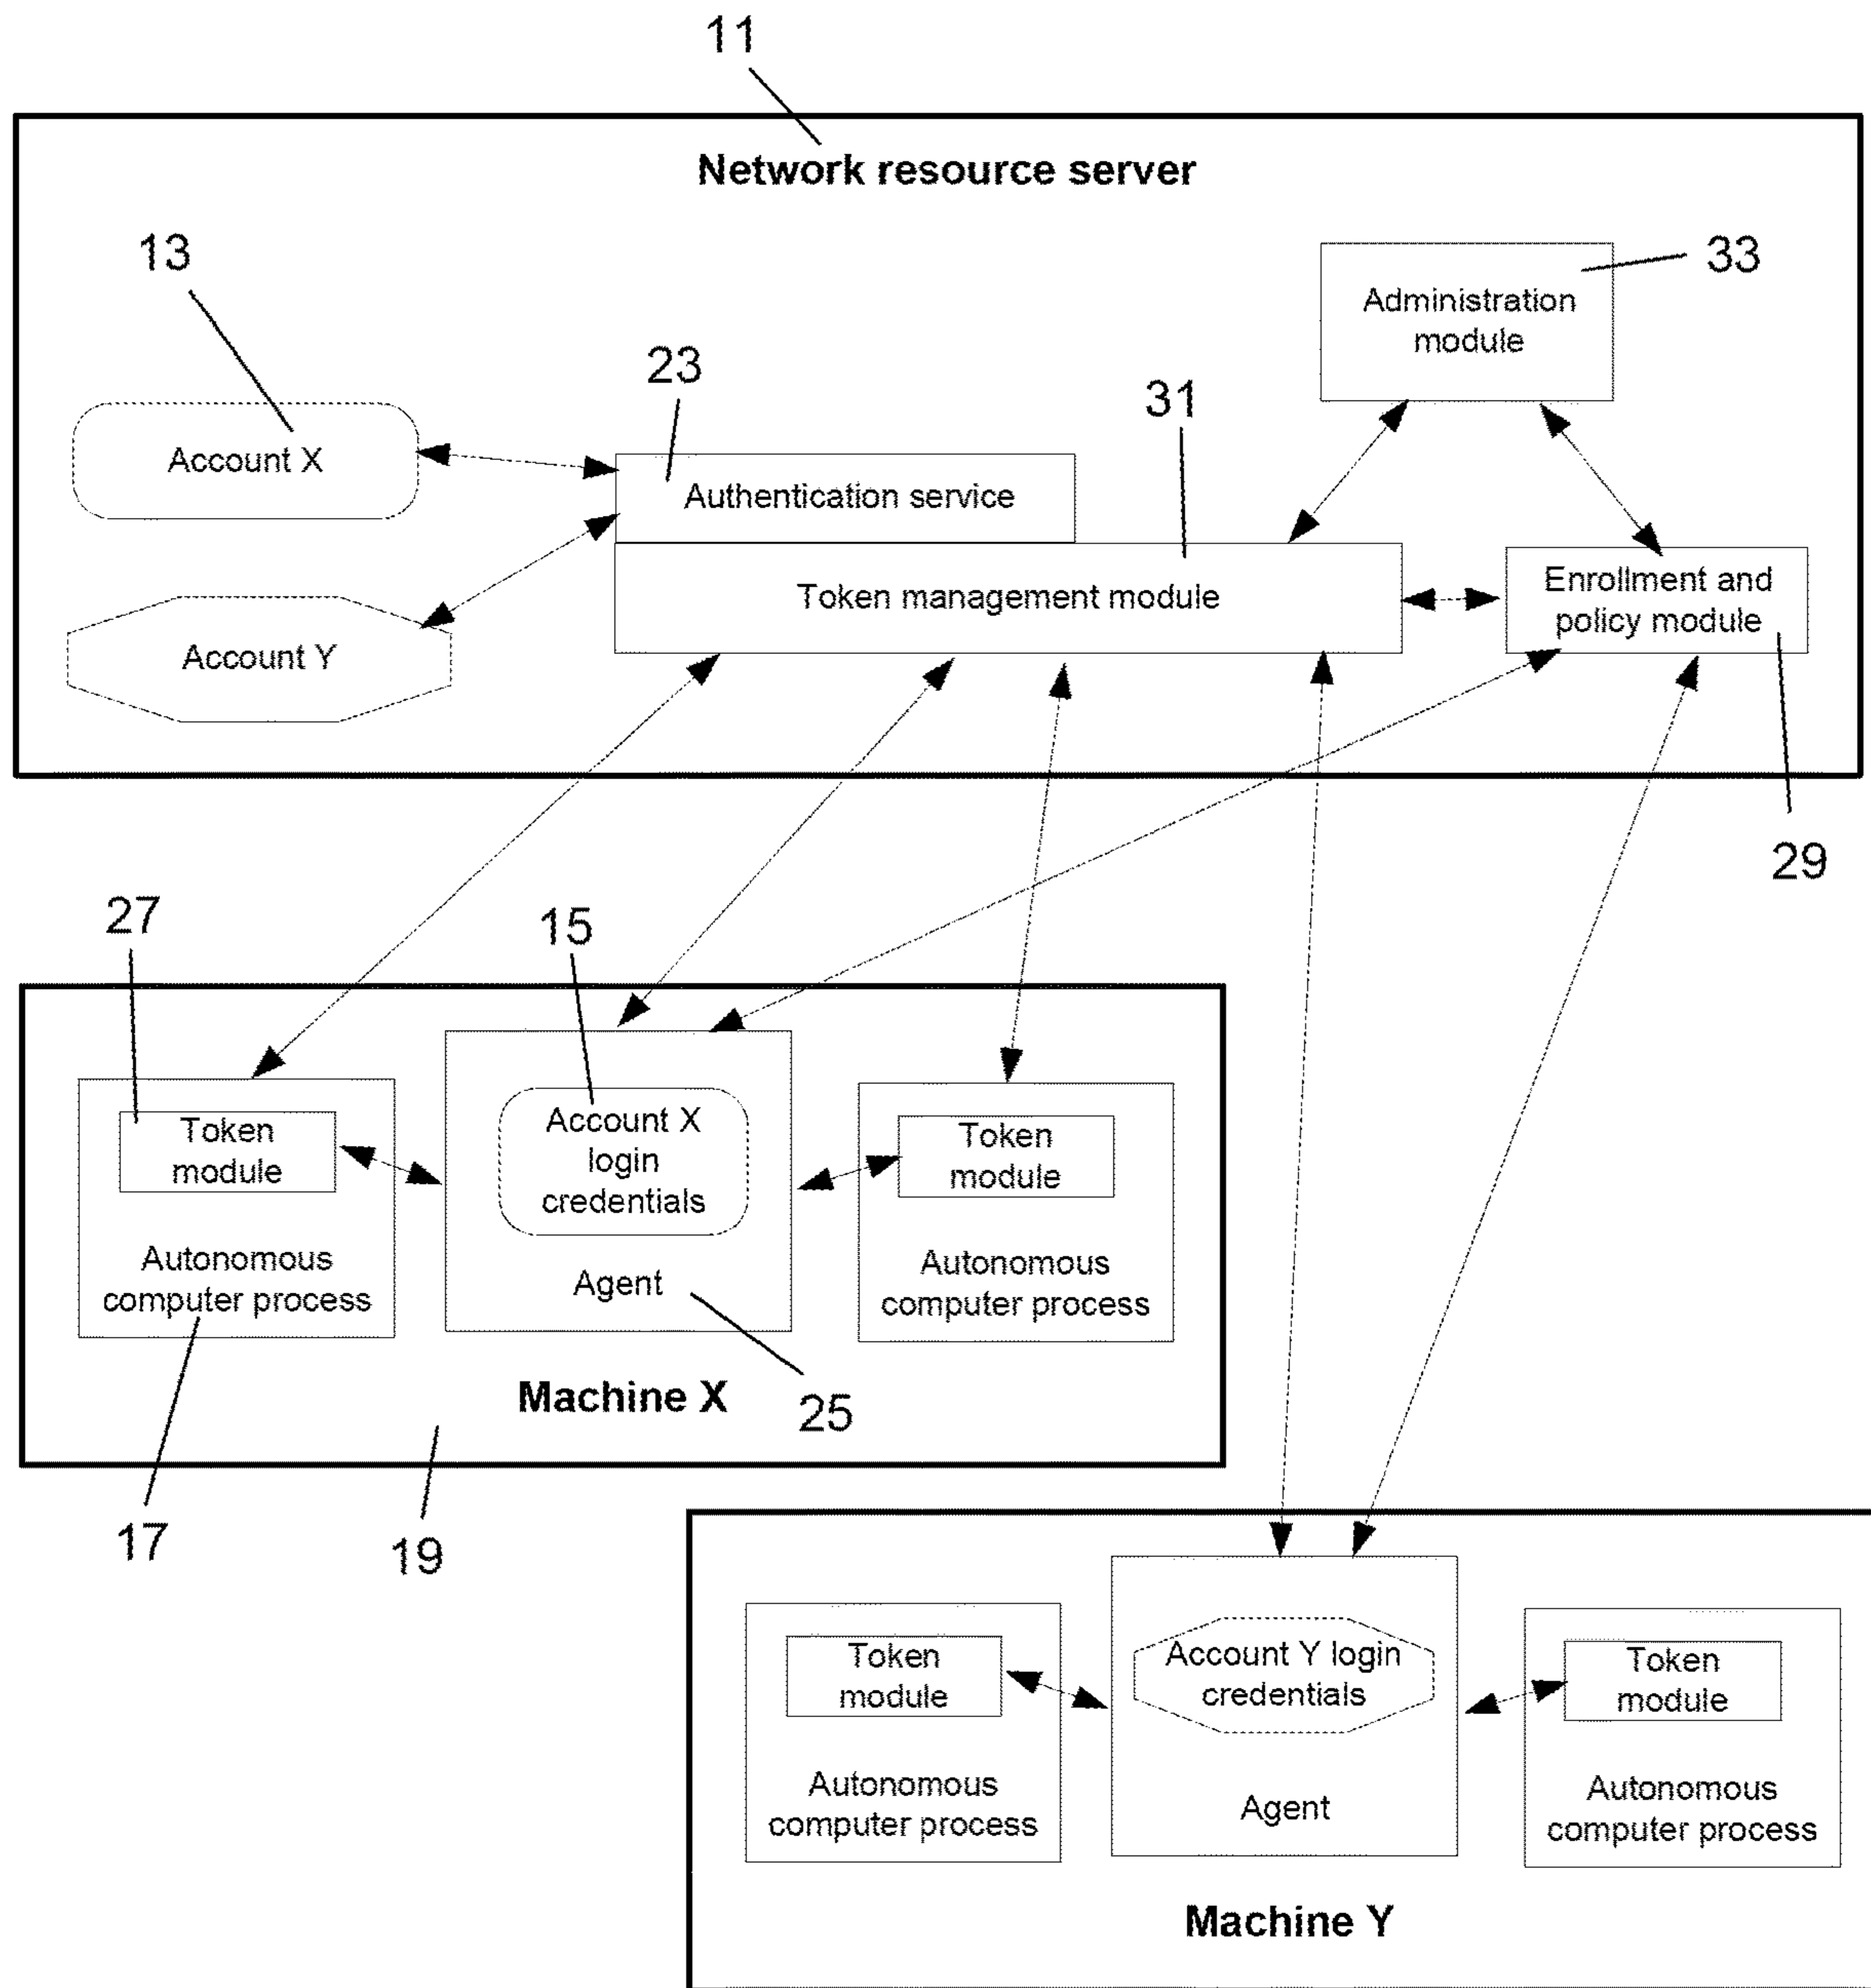 11
Network resource server
13
33
Administration
module
23
31
Account X
Authentication service
Token management module
Enrollment and
policy module
Account Y
29
27
15
Token
module
Account X
login
credentials
Token
module
Autonomous
computer process
Agent
Autonomous
computer process
Machine X
25
17
19
Token
module
Account Y login
credentials
Token
module
Autonomous
computer process
Agent
Autonomous
computer process
Machine Y